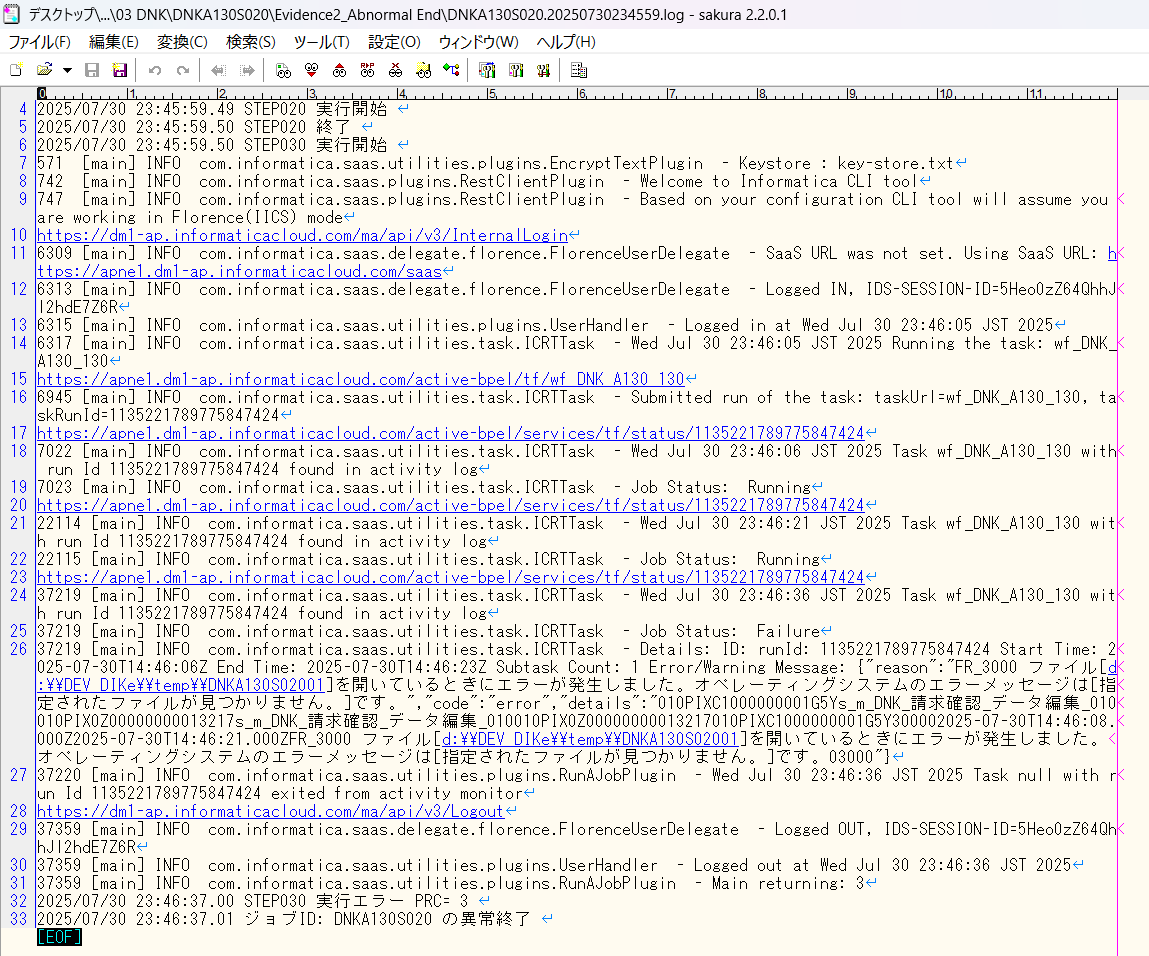 デスクトップ\...\03 DNK\DNKA130S020\Evidence2_Abnormal End\DNKA130S020.20250730234559.log - sakura 2.2.0.1
ファイル(F) 編集(E) 変換(C) 検索(S) ツール(T) 設定(O) ウィンドウ(W) ヘルプ(H)
0 1 2 3 4 5 6 7 8 9 10 11
4 2025/07/30 23:45:59.49 STEP020 実行開始
5 2025/07/30 23:45:59.50 STEP020 終了
6 2025/07/30 23:45:59.50 STEP030 実行開始
7 571  [main] INFO  com.informatica.saas.utilities.plugins.EncryptTextPlugin  - Keystore : key-store.txt
8 742  [main] INFO  com.informatica.saas.plugins.RestClientPlugin  - Welcome to Informatica CLI tool
9 747  [main] INFO  com.informatica.saas.plugins.RestClientPlugin  - Based on your configuration CLI tool will assume you
are working in Florence(IICS) mode
10 https://dm1-ap.informaticacloud.com/ma/api/v3/InternalLogin
11 6309 [main] INFO  com.informatica.saas.delegate.florence.FlorenceUserDelegate  - SaaS URL was not set. Using SaaS URL: h
ttps://apne1.dm1-ap.informaticacloud.com/saas
12 6313 [main] INFO  com.informatica.saas.delegate.florence.FlorenceUserDelegate  - Logged IN, IDS-SESSION-ID=5HeoOzZ64QhhJ
l2hdE7Z6R
13 6315 [main] INFO  com.informatica.saas.utilities.plugins.UserHandler  - Logged in at Wed Jul 30 23:46:05 JST 2025
14 6317 [main] INFO  com.informatica.saas.utilities.task.ICRTTask  - Wed Jul 30 23:46:05 JST 2025 Running the task: wf_DNK_
A130_130
15 https://apne1.dm1-ap.informaticacloud.com/active-bpel/tf/wf_DNK_A130_130
16 6945 [main] INFO  com.informatica.saas.utilities.task.ICRTTask  - Submitted run of the task: taskUrl=wf_DNK_A130_130, ta
skRunId=1135221789775847424
17 https://apne1.dm1-ap.informaticacloud.com/active-bpel/services/tf/status/1135221789775847424
18 7022 [main] INFO  com.informatica.saas.utilities.task.ICRTTask  - Wed Jul 30 23:46:06 JST 2025 Task wf_DNK_A130_130 with
run Id 1135221789775847424 found in activity log
19 7023 [main] INFO  com.informatica.saas.utilities.task.ICRTTask  - Job Status:  Running
20 https://apne1.dm1-ap.informaticacloud.com/active-bpel/services/tf/status/1135221789775847424
21 22114 [main] INFO  com.informatica.saas.utilities.task.ICRTTask  - Wed Jul 30 23:46:21 JST 2025 Task wf_DNK_A130_130 wit
h run Id 1135221789775847424 found in activity log
22 22115 [main] INFO  com.informatica.saas.utilities.task.ICRTTask  - Job Status:  Running
23 https://apne1.dm1-ap.informaticacloud.com/active-bpel/services/tf/status/1135221789775847424
24 37219 [main] INFO  com.informatica.saas.utilities.task.ICRTTask  - Wed Jul 30 23:46:36 JST 2025 Task wf_DNK_A130_130 wit
h run Id 1135221789775847424 found in activity log
25 37219 [main] INFO  com.informatica.saas.utilities.task.ICRTTask  - Job Status:  Failure
26 37219 [main] INFO  com.informatica.saas.utilities.task.ICRTTask  - Details: ID: runId: 1135221789775847424 Start Time: 2
025-07-30T14:46:06Z End Time: 2025-07-30T14:46:23Z Subtask Count: 1 Error/Warning Message: {"reason":"FR_3000 ファイル[d
:¥¥DEV_DIKe¥¥temp¥¥DNKA130S02001]を開いているときにエラーが発生しました。オペレーティングシステムのエラーメッセージは[指
定されたファイルが見つかりません。]です。","code":"error","details":"010PIXC1000000001G5Ys_m_DNK_請求確認_データ編集_010
010PIX0Z00000000013217s_m_DNK_請求確認_データ編集_010010PIX0Z00000000013217010PIXC1000000001G5Y300002025-07-30T14:46:08.
000Z2025-07-30T14:46:21.000ZFR_3000 ファイル[d:¥¥DEV_DIKe¥¥temp¥¥DNKA130S02001]を開いているときにエラーが発生しました。
オペレーティングシステムのエラーメッセージは[指定されたファイルが見つかりません。]です。03000"}
27 37220 [main] INFO  com.informatica.saas.utilities.plugins.RunAJobPlugin  - Wed Jul 30 23:46:36 JST 2025 Task null with r
un Id 1135221789775847424 exited from activity monitor
28 https://dm1-ap.informaticacloud.com/ma/api/v3/Logout
29 37359 [main] INFO  com.informatica.saas.delegate.florence.FlorenceUserDelegate  - Logged OUT, IDS-SESSION-ID=5HeoOzZ64Qh
hJl2hdE7Z6R
30 37359 [main] INFO  com.informatica.saas.utilities.plugins.UserHandler  - Logged out at Wed Jul 30 23:46:36 JST 2025
31 37359 [main] INFO  com.informatica.saas.utilities.plugins.RunAJobPlugin  - Main returning: 3
32 2025/07/30 23:46:37.00 STEP030 実行エラー PRC= 3
33 2025/07/30 23:46:37.01 ジョブID: DNKA130S020 の異常終了
[EOF]